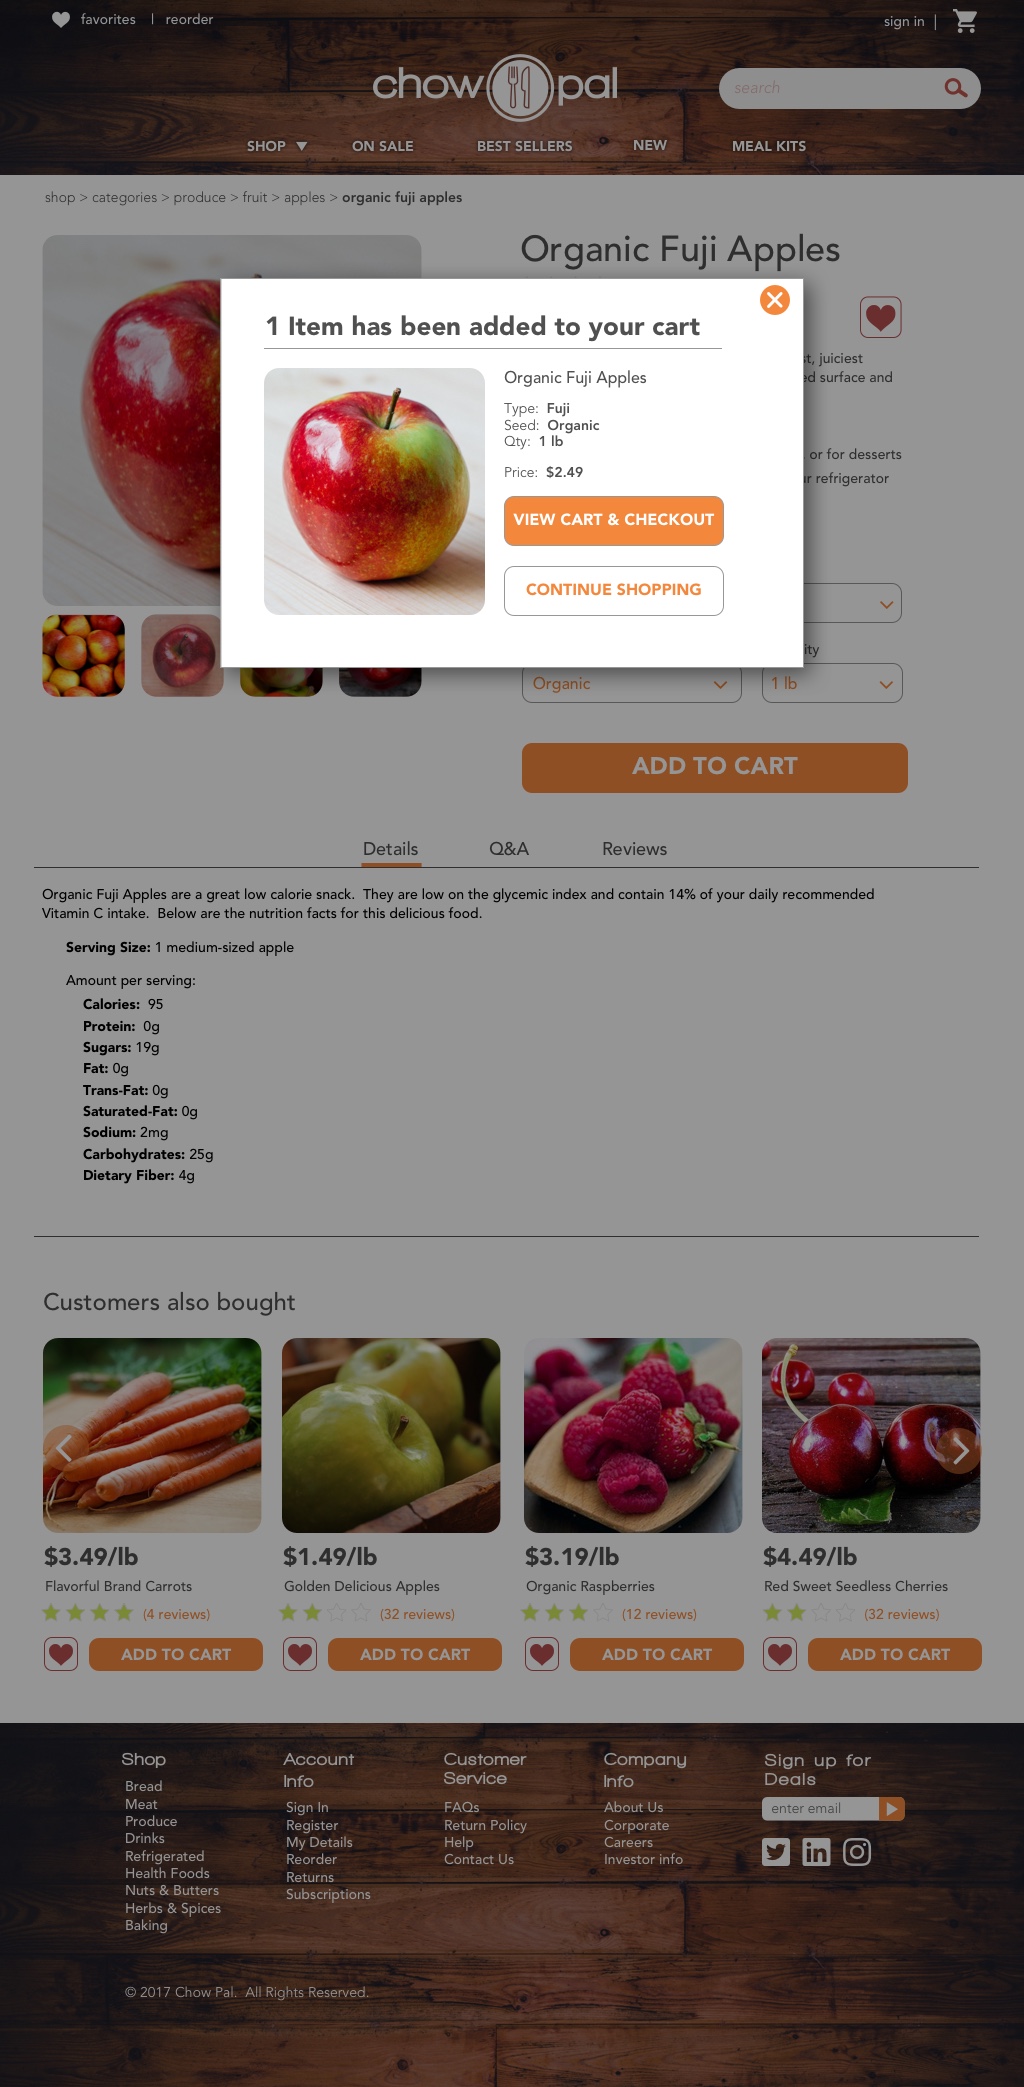 favorites | reorder
sign in |
chow pal
search
SHOP ▼ ON SALE BEST SELLERS NEW MEAL KITS
shop > categories > produce > fruit > apples > organic fuji apples
Organic Fuji Apples
1 Item has been added to your cart
Organic Fuji Apples
Type: Fuji
Seed: Organic
Qty: 1 lb
Price: $2.49
VIEW CART & CHECKOUT
CONTINUE SHOPPING
juiciest
surface and
or for desserts
refrigerator
Organic
1 lb
ADD TO CART
Details Q&A Reviews
Organic Fuji Apples are a great low calorie snack. They are low on the glycemic index and contain 14% of your daily recommended
Vitamin C intake. Below are the nutrition facts for this delicious food.
Serving Size: 1 medium-sized apple
Amount per serving:
Calories: 95
Protein: 0g
Sugars: 19g
Fat: 0g
Trans-Fat: 0g
Saturated-Fat: 0g
Sodium: 2mg
Carbohydrates: 25g
Dietary Fiber: 4g
Customers also bought
$3.49/lb
Flavorful Brand Carrots
(4 reviews)
ADD TO CART
$1.49/lb
Golden Delicious Apples
(32 reviews)
ADD TO CART
$3.19/lb
Organic Raspberries
(12 reviews)
ADD TO CART
$4.49/lb
Red Sweet Seedless Cherries
(32 reviews)
ADD TO CART
Shop
Bread
Meat
Produce
Drinks
Refrigerated
Health Foods
Nuts & Butters
Herbs & Spices
Baking
Account
Info
Sign In
Register
My Details
Reorder
Returns
Subscriptions
Customer
Service
FAQs
Return Policy
Help
Contact Us
Company
Info
About Us
Corporate
Careers
Investor info
Sign up for
Deals
enter email
© 2017 Chow Pal. All Rights Reserved.